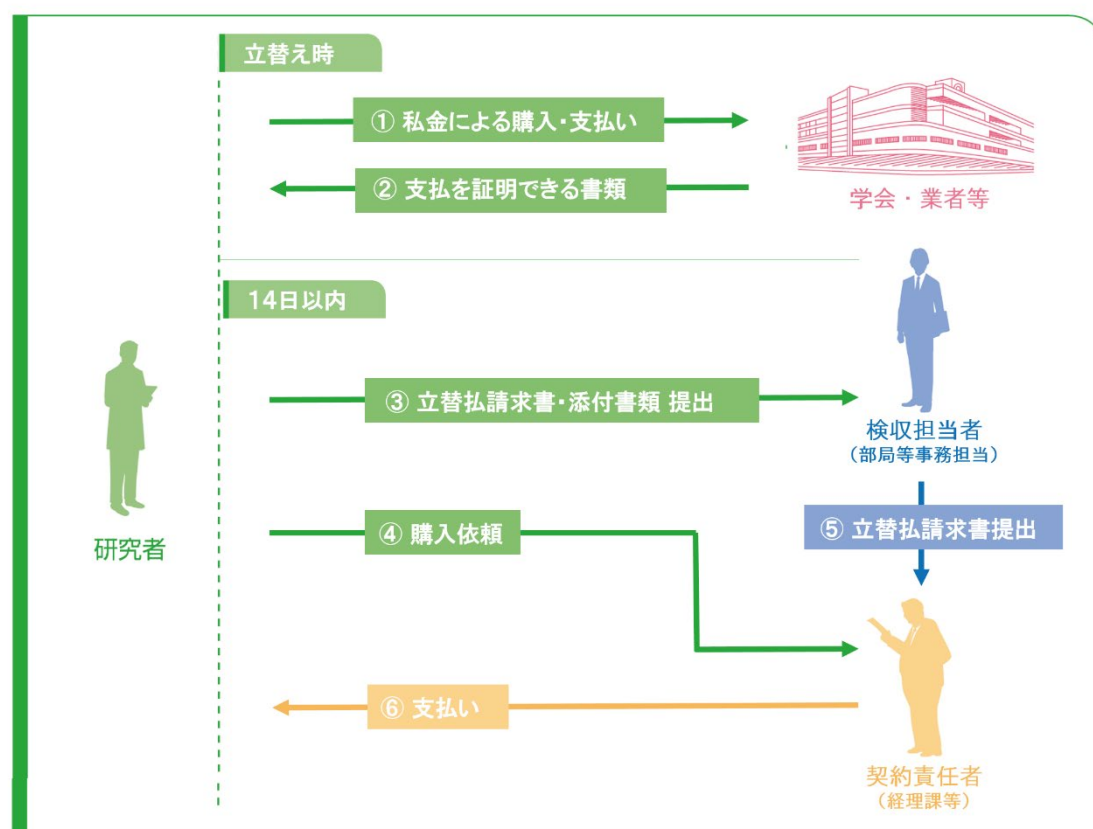 立替え時
① 私金による購入・支払い
② 支払を証明できる書類
学会・業者等
14日以内
③ 立替払請求書・添付書類 提出
検収担当者
（部局等事務担当）
④ 購入依頼
⑤ 立替払請求書提出
研究者
⑥ 支払い
契約責任者
（経理課等）